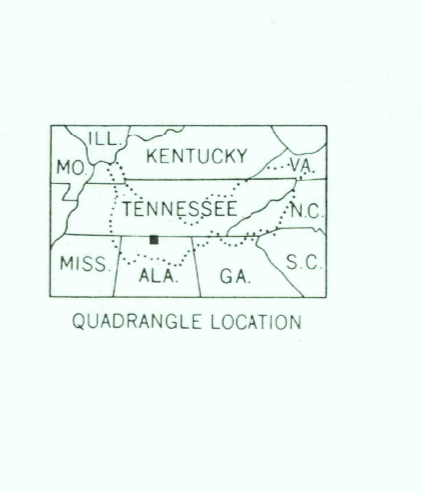 ILL.
KENTUCKY
MO.
VA.
TENNESSEE
N.C.
MISS.
ALA.
GA.
S.C.
QUADRANGLE LOCATION